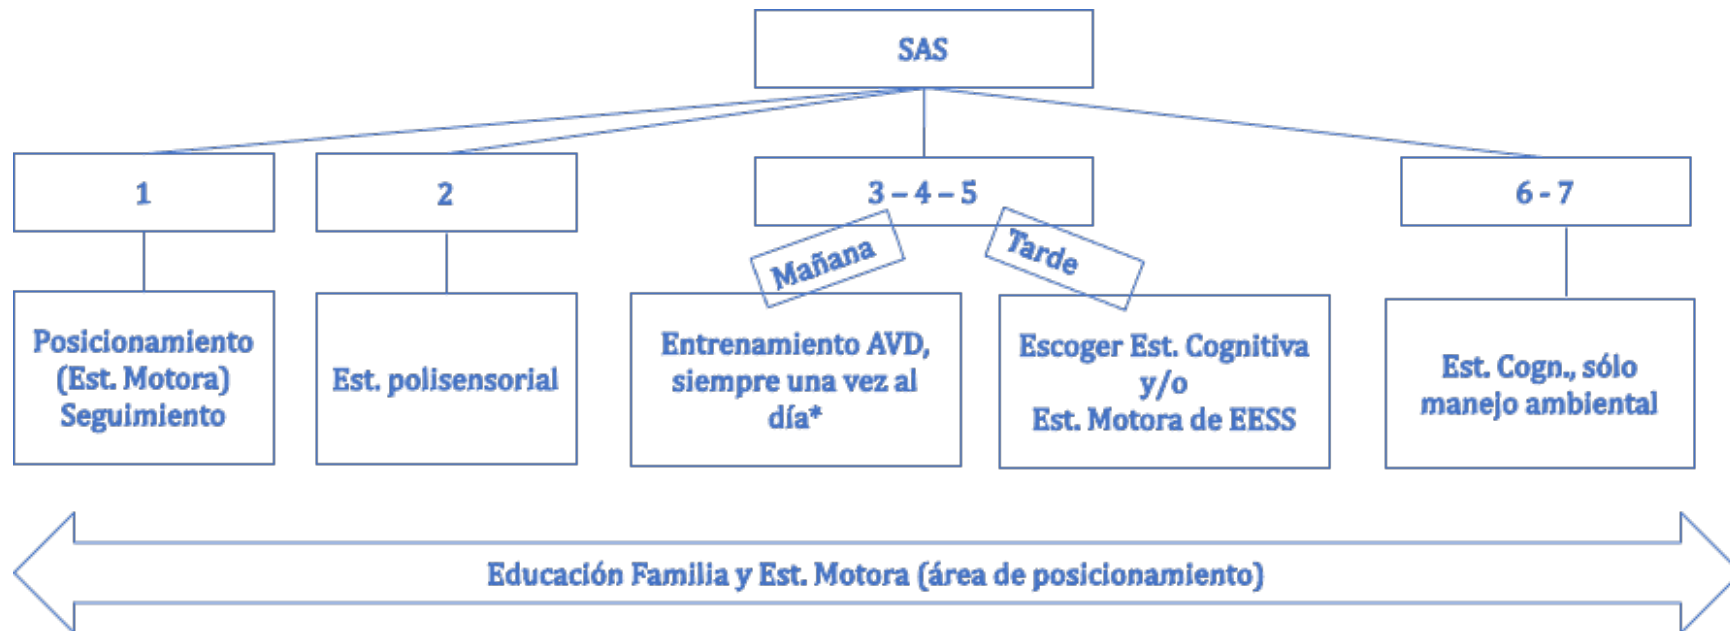 SAS
1
2
3 – 4 – 5
6 - 7
Mañana
Tarde
Posicionamiento
(Est. Motora)
Seguimiento
Est. polisensorial
Entrenamiento AVD,
siempre una vez al
día*
Escoger Est. Cognitiva
y/o
Est. Motora de EESS
Est. Cogn., sólo
manejo ambiental
Educación Familia y Est. Motora (área de posicionamiento)